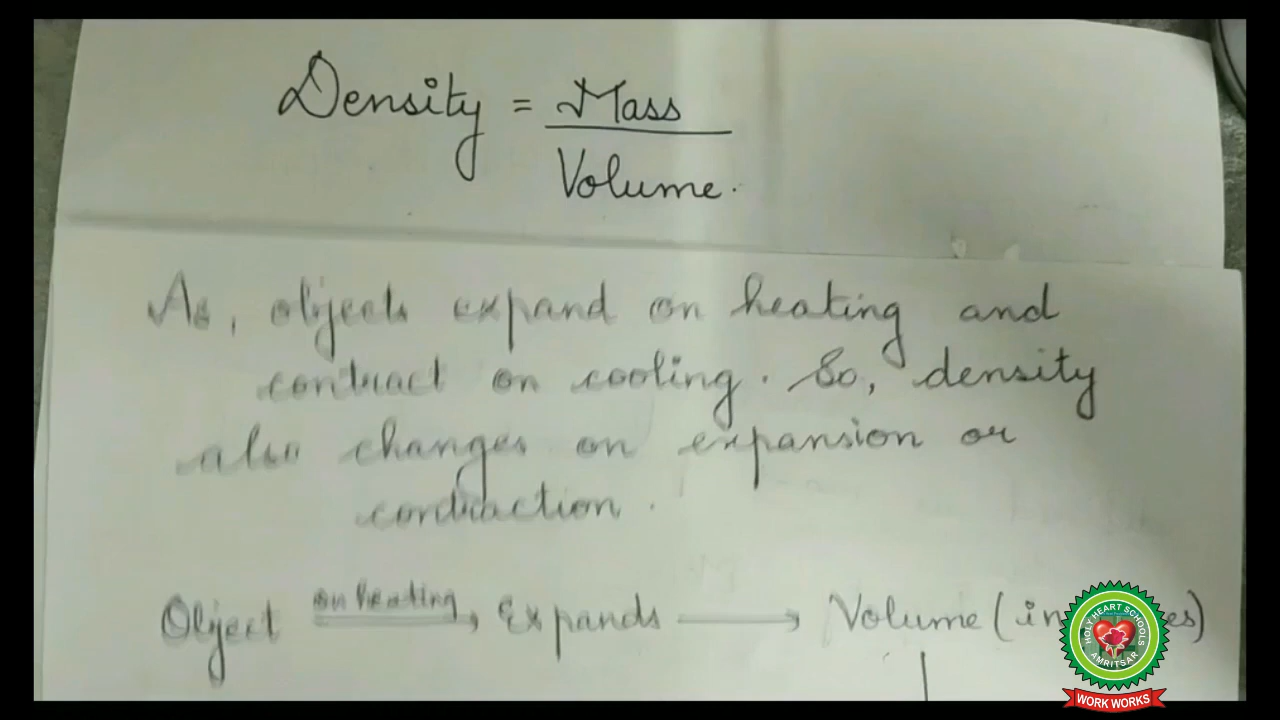 Density = Mass
Volume.
As, objects expand on heating and
contract on cooling. So, density
also changes on expansion or
contraction.
Object on heating Expands → Volume ( in es)
HOLY HEART SCHOOLS
AMRITSAR
WORK WORKS